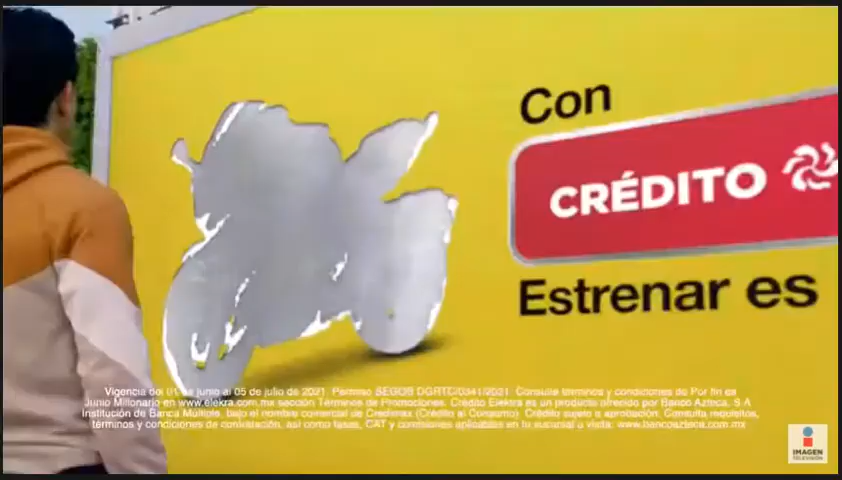 Con
CRÉDITO
Estrenar es
Vigencia del 01 de junio al 05 de julio de 2021. Permiso SEGOB DGRTC/0341/2021. Consulte términos y condiciones de Por fin es
Junio Millonario en www.elekra.com.mx sección Términos de Promociones. Crédito Elektra es un producto ofrecido por Banco Azteca, S.A
Institución de Banca Múltiple, bajo el nombre comercial de Credimax (Crédito al Consumo). Crédito sujeto a aprobación. Consulta requisitos,
términos y condiciones de contratación, así como tasas, CAT y comisiones aplicables en tu sucursal o visita: www.bancoazteca.com.mx
IMAGEN
TELEVISIÓN